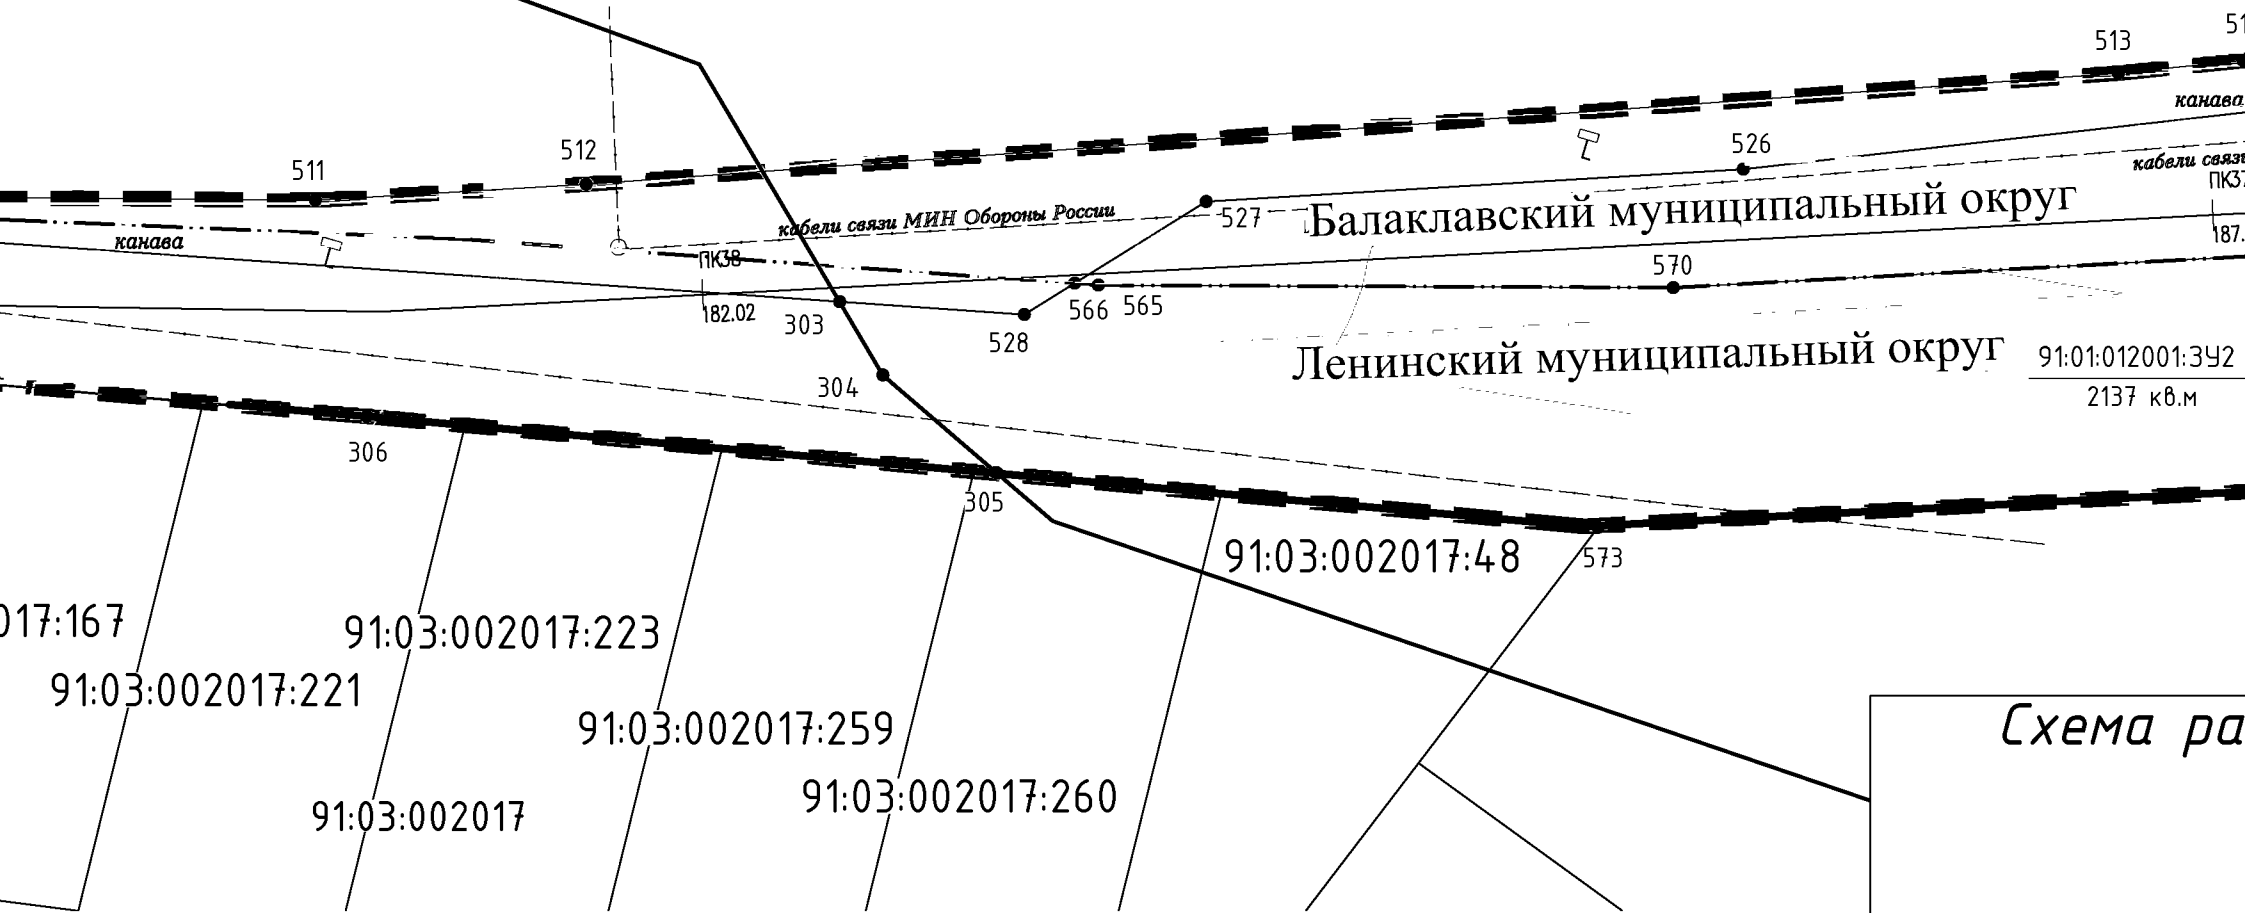 513
канава
512
526
511
кабели связи
Балаклавский муниципальный округ
кабели связи МИН Обороны России
527
канава
187.
ПК38
570
565
566
182.02
303
528
Ленинский муниципальный округ
91:01:012001:ЗУ2
2137 кв.м
304
306
305
91:03:002017:48
573
017:167
91:03:002017:223
91:03:002017:221
91:03:002017:259
Схема ра
91:03:002017:260
91:03:002017